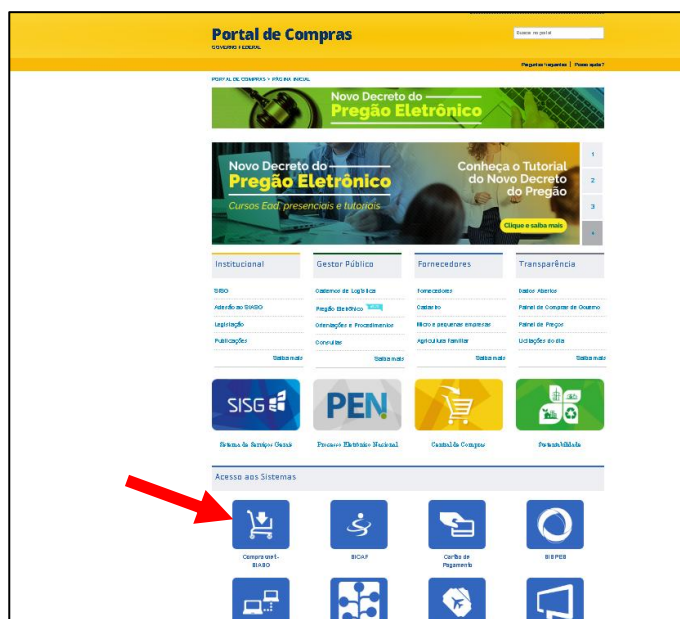 Portal de Compras
GOVERNO FEDERAL
Buscar no portal
Perguntas frequentes | Fale com
PORTAL DE COMPRAS > PÁGINA INICIAL
Novo Decreto do
Pregão Eletrônico
Novo Decreto do
Pregão Eletrônico
Cursos Ead, presenciais e tutoriais
Conheça o Tutorial
do Novo Decreto
do Pregão
Clique e saiba mais
1
2
3
4
Institucional
Gestor Público
Fornecedores
Transparência
SISG
Cadernos de Logística
Fornecedores
Dados Abertos
Adesão ao SIASG
Pregão Eletrônico
Cadastro
Painel de Compras de Governo
Legislação
Orientações e Procedimentos
Micro e pequenas empresas
Painel de Preços
Publicações
Consultas
Agricultura Familiar
Licitações do dia
Saiba mais
Saiba mais
Saiba mais
Saiba mais
SISG
PEN
Sistema de Serviços Gerais
Processo Eletrônico Nacional
Central de Compras
Sustentabilidade
Acesso aos Sistemas
Comprasnet-
SIASG
SICAF
Cartão de
Pagamento
SIGEPE